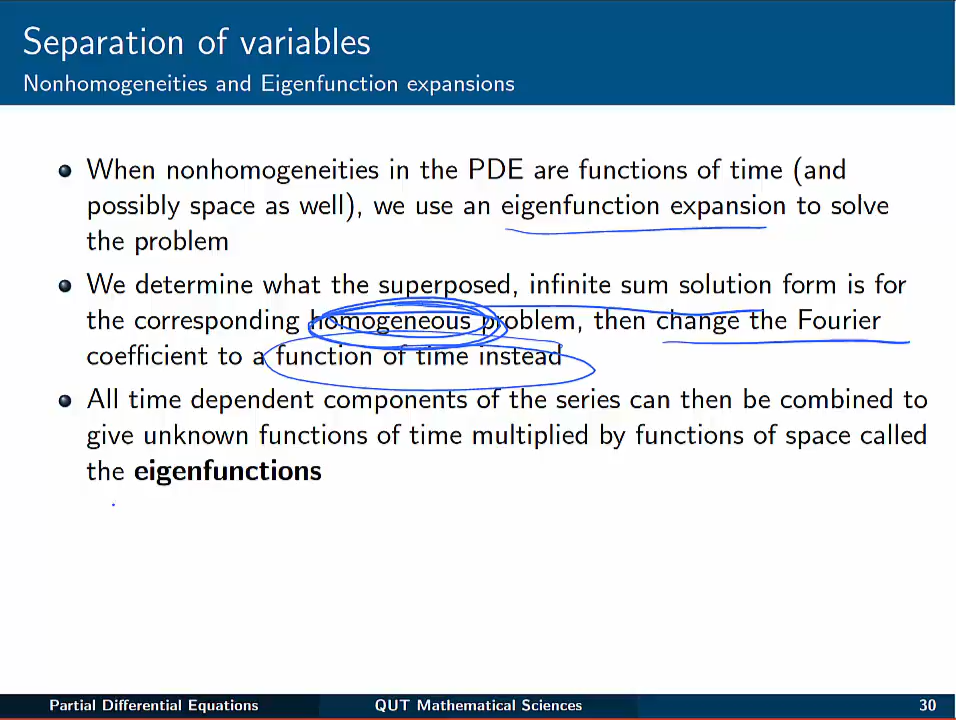 Separation of variables
Nonhomogeneities and Eigenfunction expansions
When nonhomogeneities in the PDE are functions of time (and
possibly space as well), we use an eigenfunction expansion to solve
the problem
We determine what the superposed, infinite sum solution form is for
the corresponding homogeneous problem, then change the Fourier
coefficient to a function of time instead
All time dependent components of the series can then be combined to
give unknown functions of time multiplied by functions of space called
the eigenfunctions
Partial Differential Equations QUT Mathematical Sciences 30